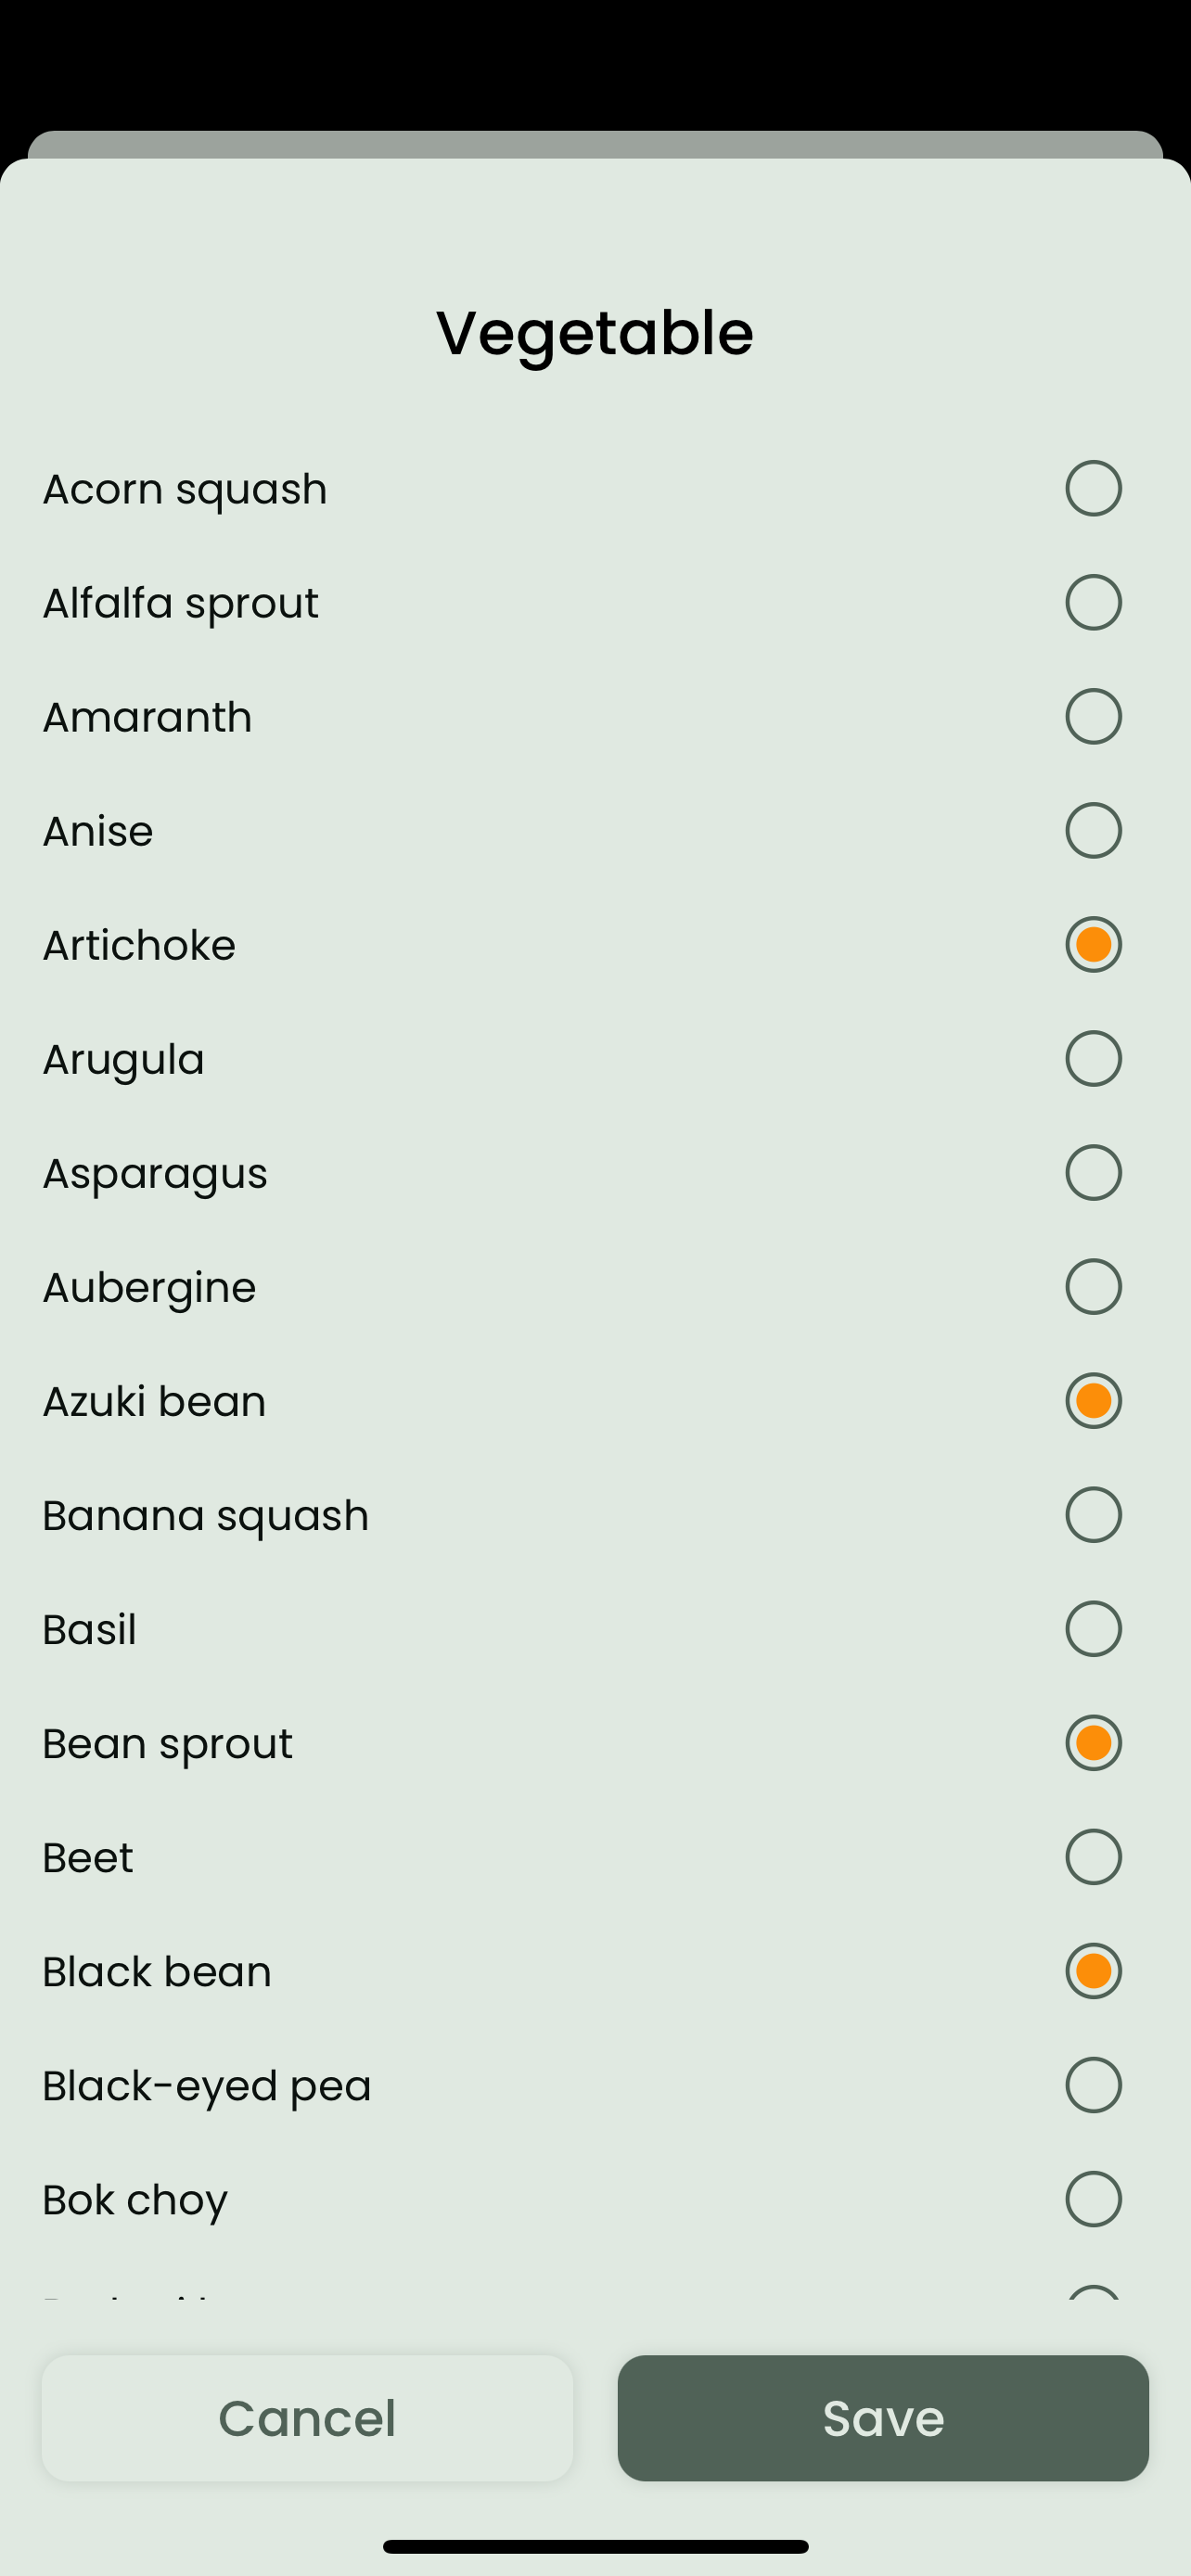 Vegetable
Acorn squash
Alfalfa sprout
Amaranth
Anise
Artichoke
Arugula
Asparagus
Aubergine
Azuki bean
Banana squash
Basil
Bean sprout
Beet
Black bean
Black-eyed pea
Bok choy
Cancel
Save